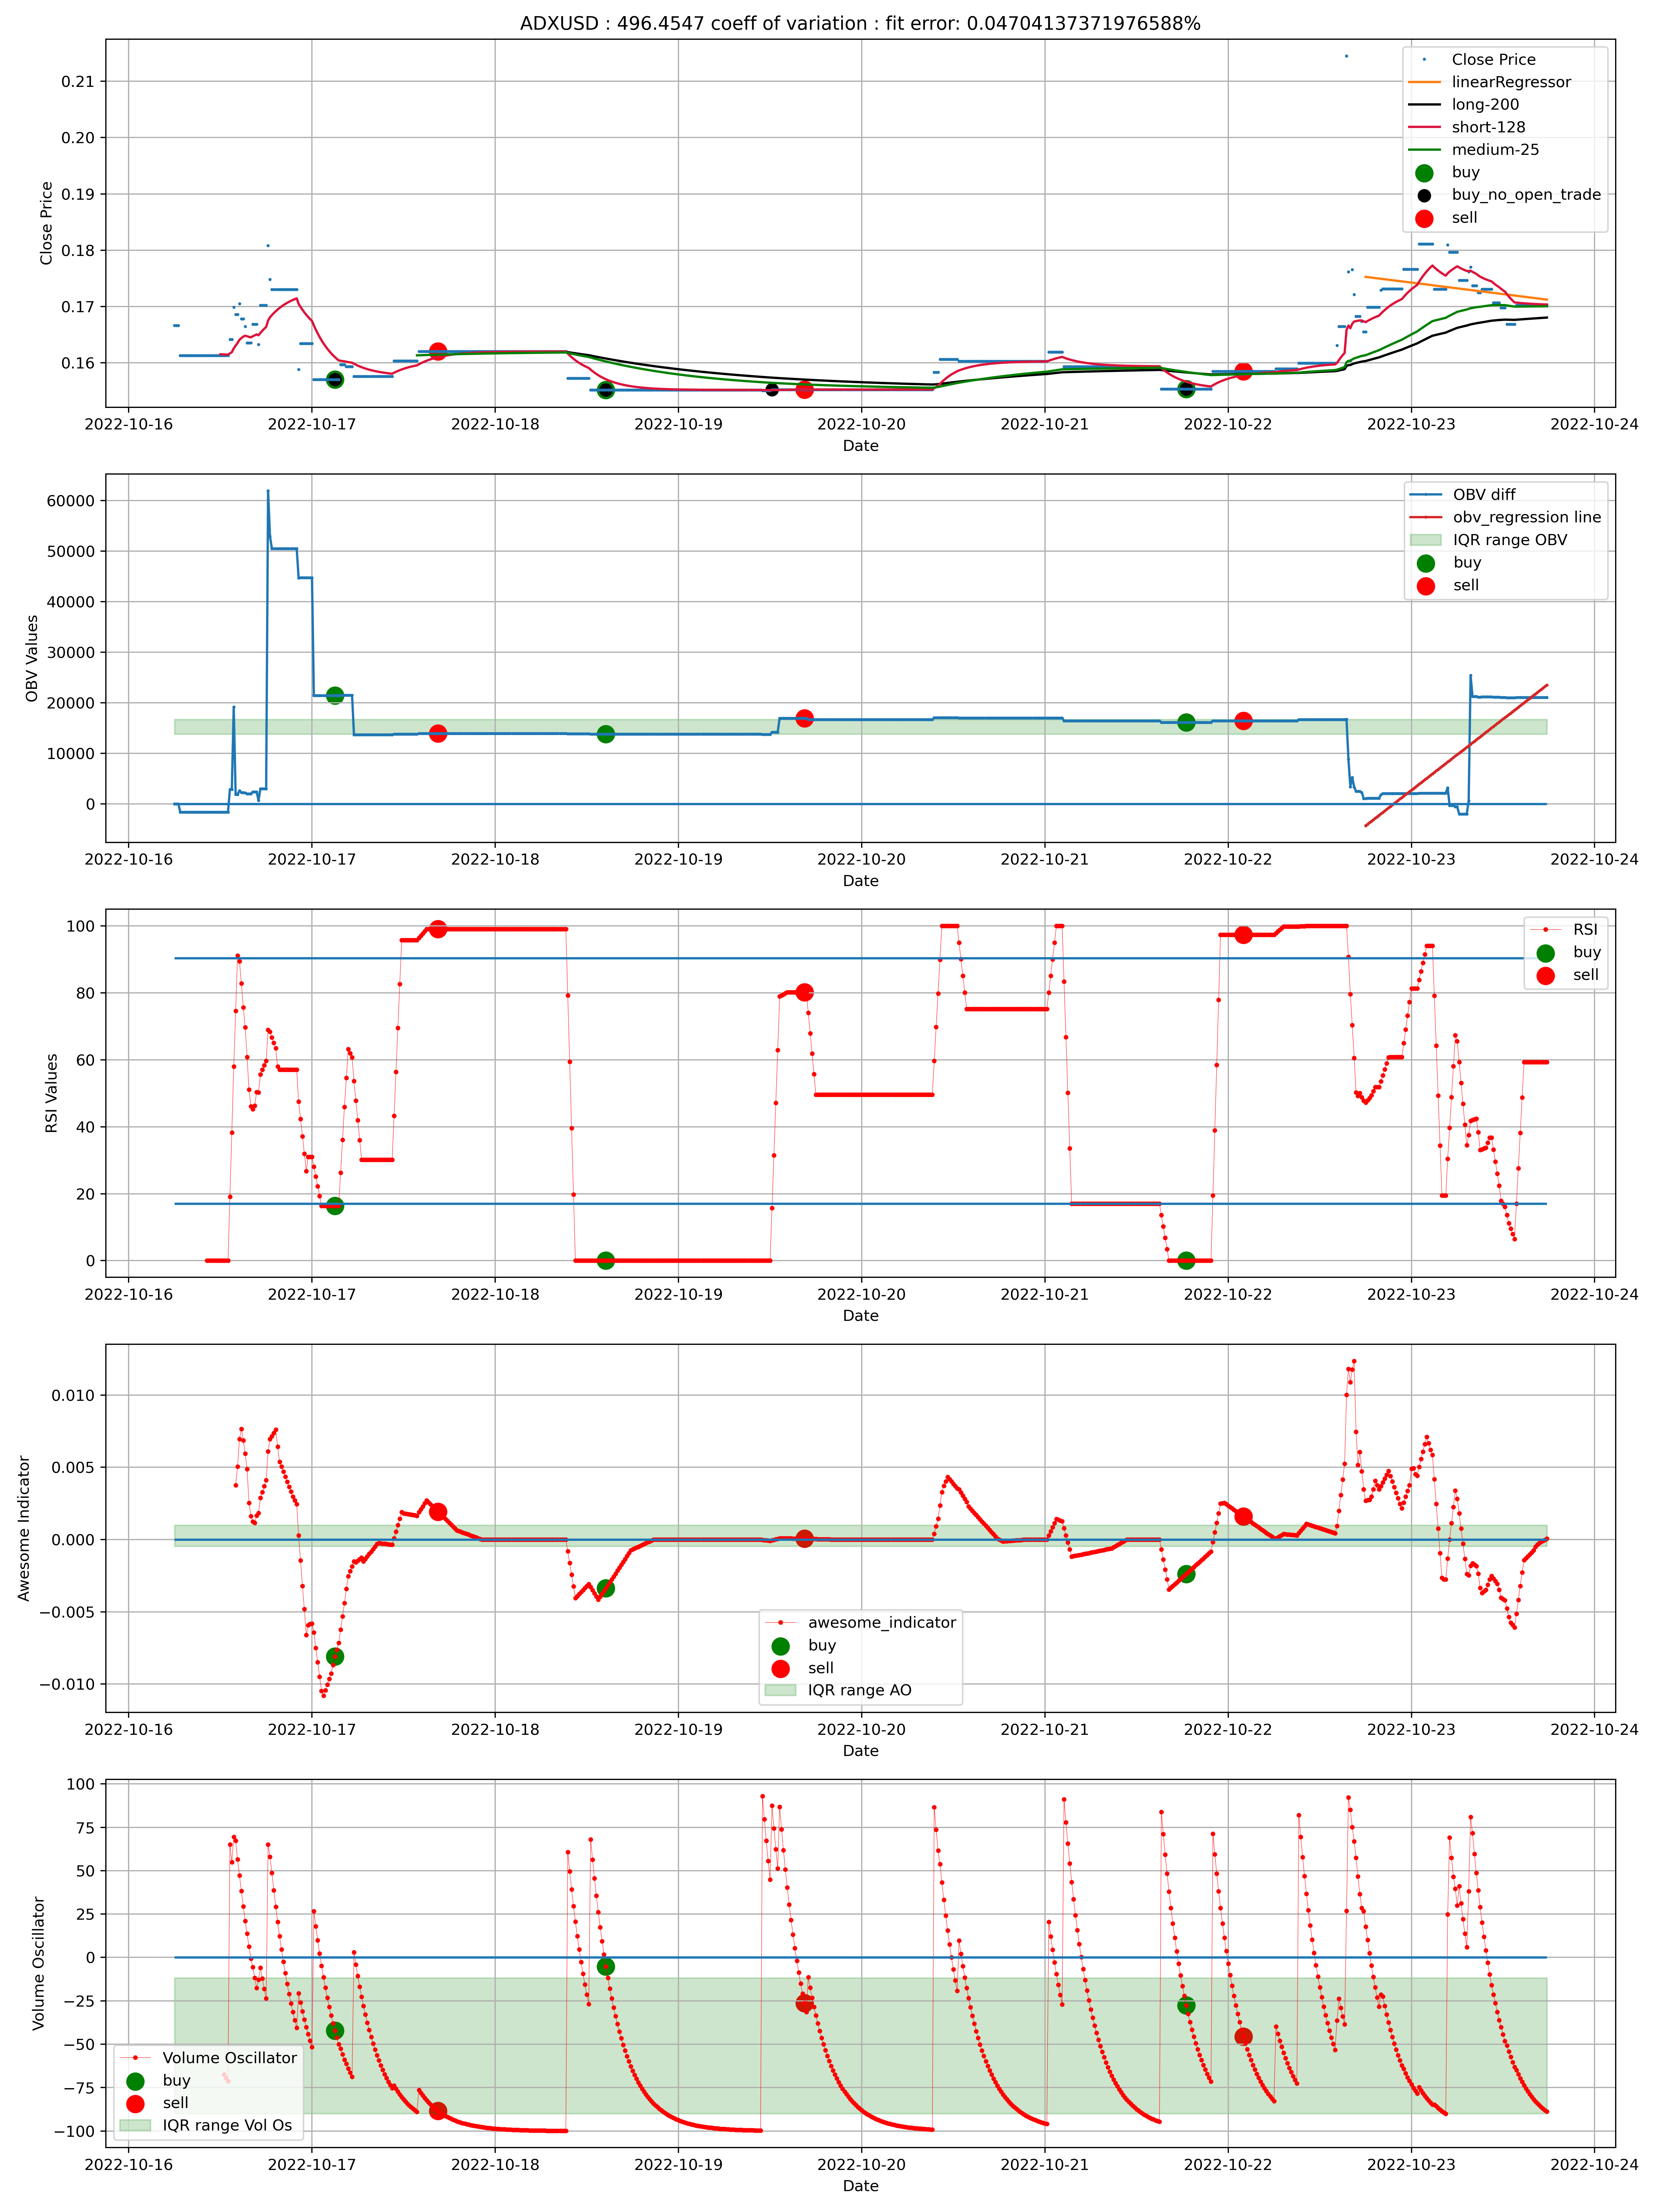 ADXUSD : 496.4547 coeff of variation : fit error: 0.04704137371976588%
Close Price
0.21
0.20
0.19
0.18
0.17
0.16
Close Price
linearRegressor
long-200
short-128
medium-25
buy
buy_no_open_trade
sell
2022-10-16 2022-10-17 2022-10-18 2022-10-19 2022-10-20 2022-10-21 2022-10-22 2022-10-23 2022-10-24
Date
OBV Values
60000
50000
40000
30000
20000
10000
0
OBV diff
obv_regression line
IQR range OBV
buy
sell
2022-10-16 2022-10-17 2022-10-18 2022-10-19 2022-10-20 2022-10-21 2022-10-22 2022-10-23 2022-10-24
Date
RSI Values
100
80
60
40
20
0
RSI
buy
sell
2022-10-16 2022-10-17 2022-10-18 2022-10-19 2022-10-20 2022-10-21 2022-10-22 2022-10-23 2022-10-24
Date
Awesome Indicator
0.010
0.005
0.000
−0.005
−0.010
awesome_indicator
buy
sell
IQR range AO
2022-10-16 2022-10-17 2022-10-18 2022-10-19 2022-10-20 2022-10-21 2022-10-22 2022-10-23 2022-10-24
Date
Volume Oscillator
100
75
50
25
0
−25
−50
−75
−100
Volume Oscillator
buy
sell
IQR range Vol Os
2022-10-16 2022-10-17 2022-10-18 2022-10-19 2022-10-20 2022-10-21 2022-10-22 2022-10-23 2022-10-24
Date